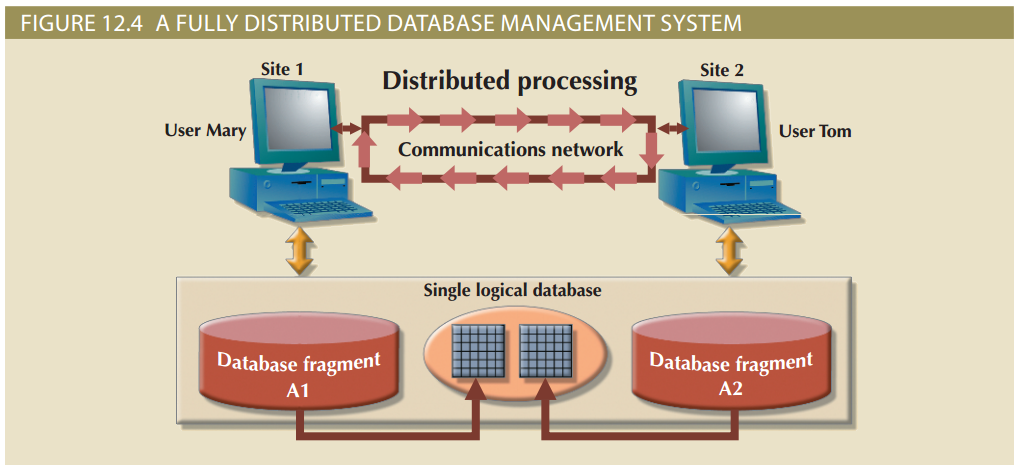 FIGURE 12.4 A FULLY DISTRIBUTED DATABASE MANAGEMENT SYSTEM
Site 1
Distributed processing
Site 2
User Mary
Communications network
User Tom
Single logical database
Database fragment
A1
Database fragment
A2